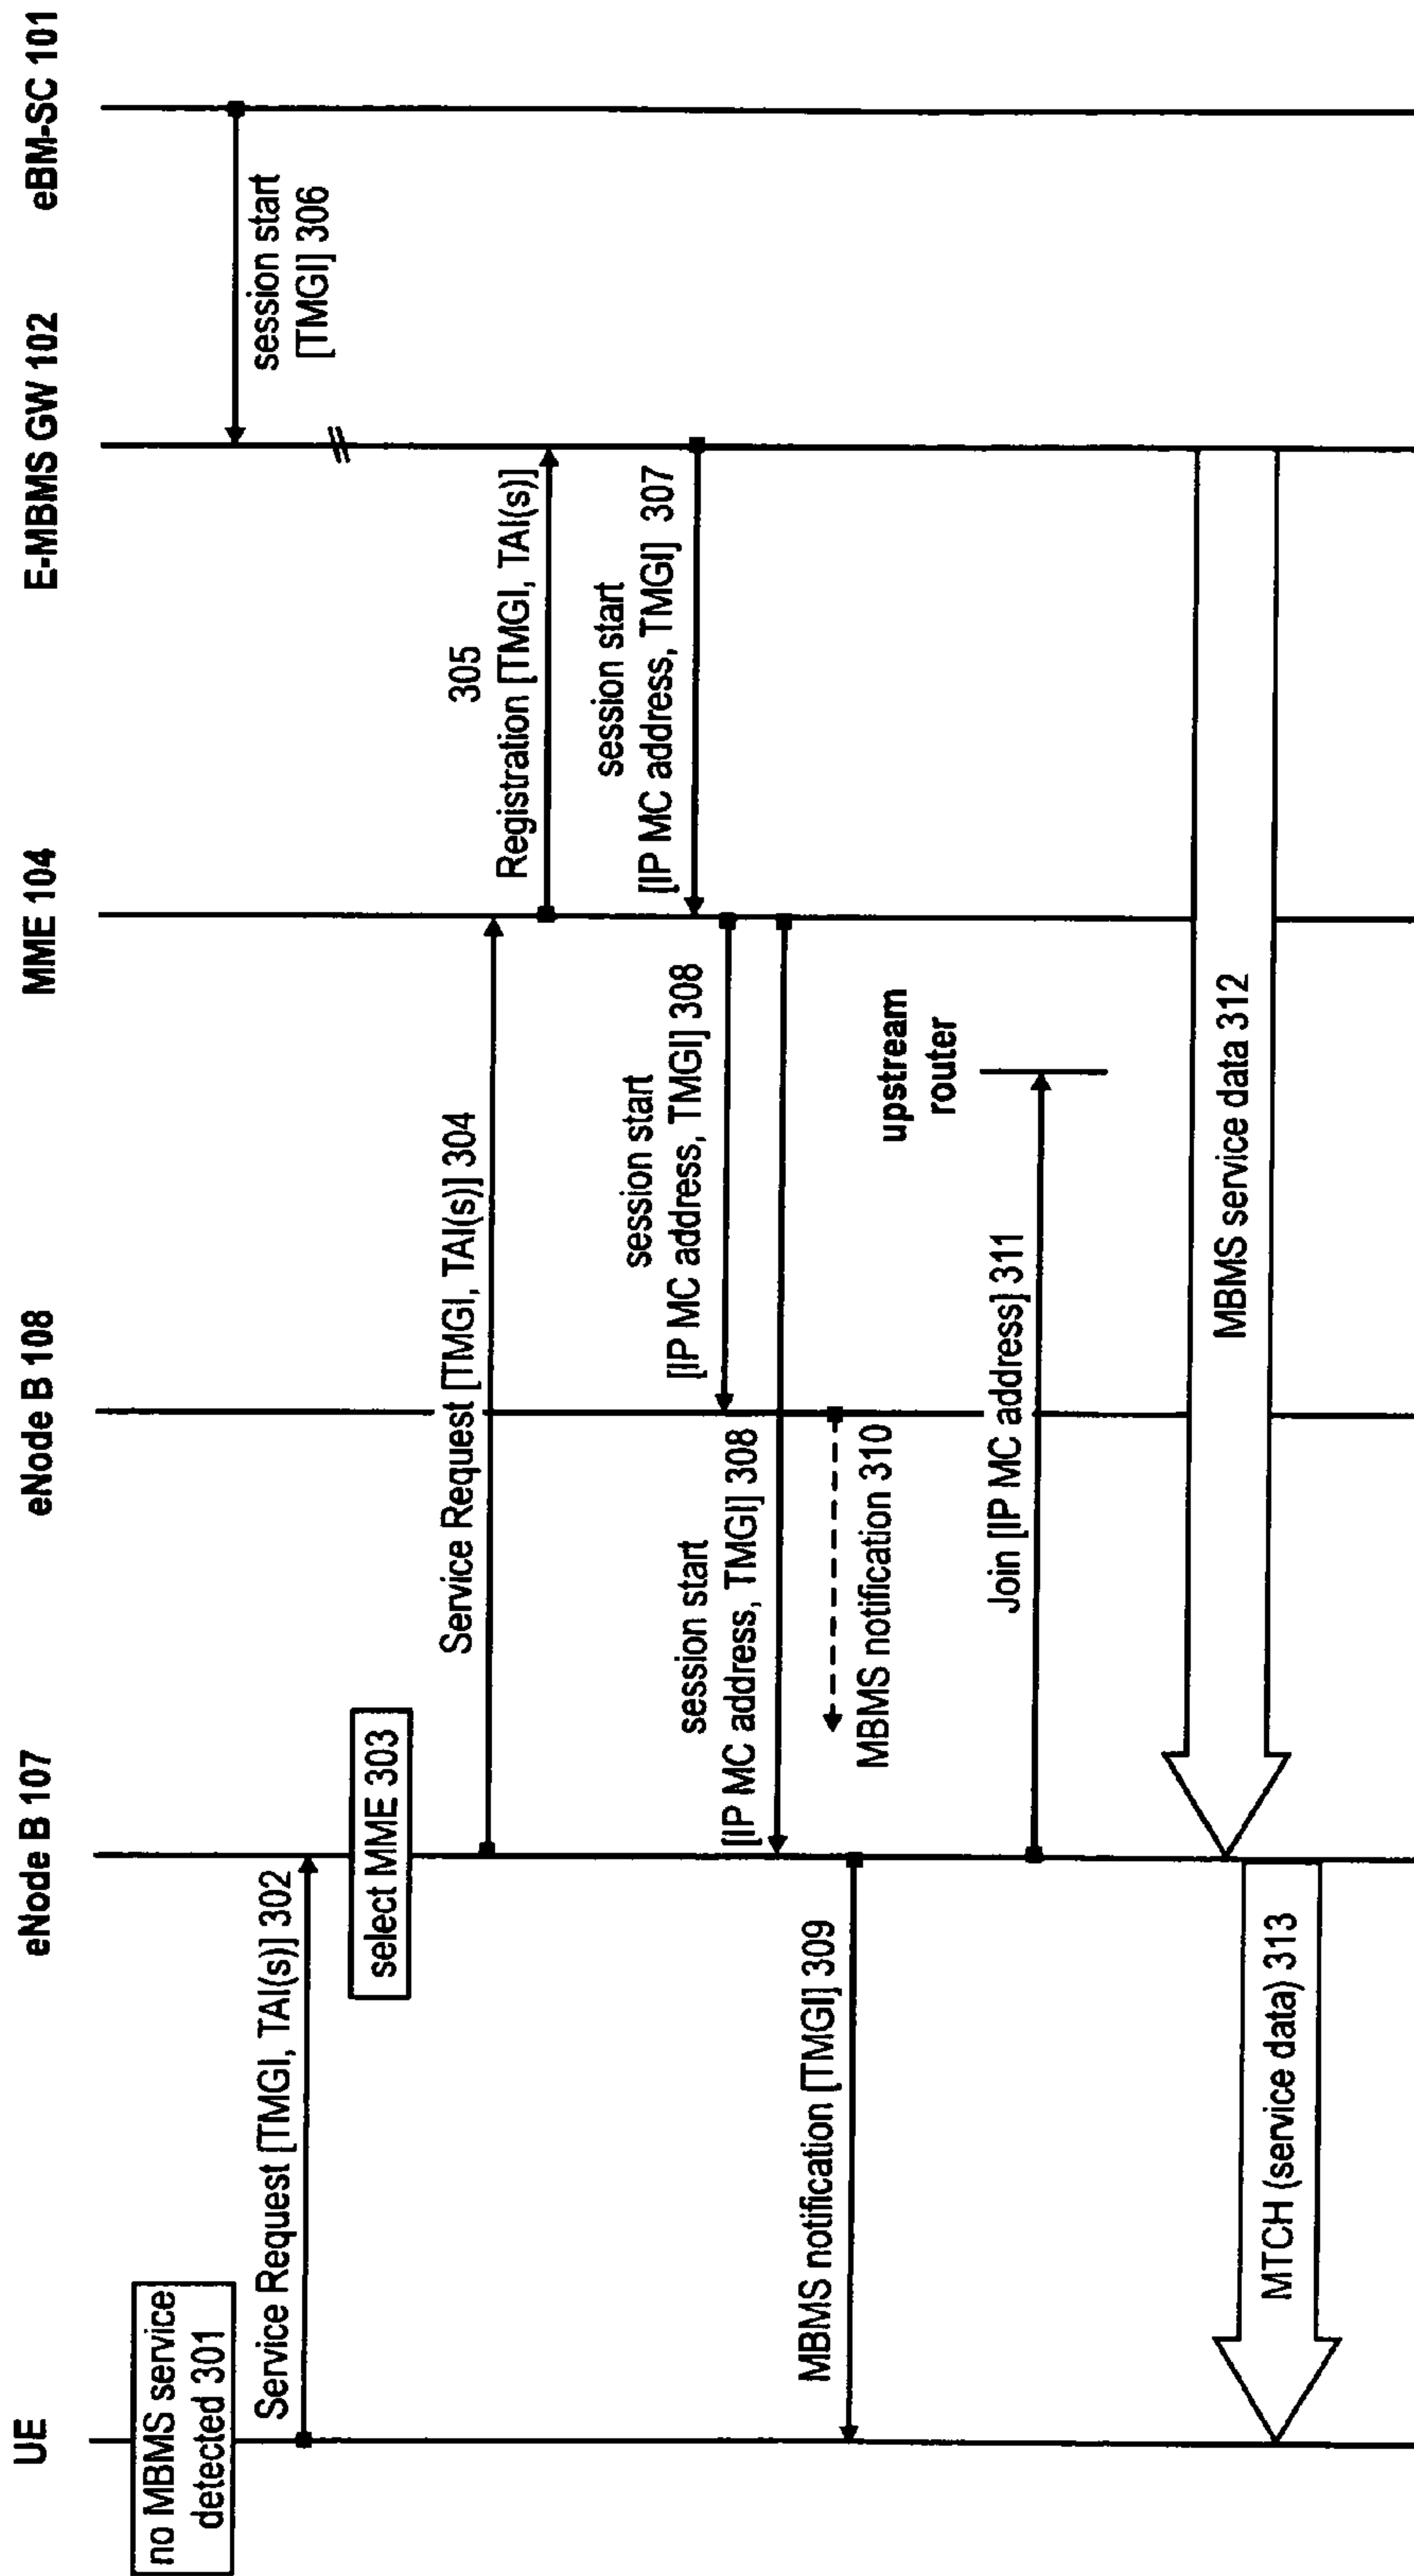 UE
eNode B 107
eNode B 108
MME 104
E-MBMS GW 102
eBM-SC 101
no MBMS service
detected 301
session start
[TMGI] 306
Service Request [TMGI, TAI(s)] 302
select MME 303
Service Request [TMGI, TAI(s)] 304
305
Registration [TMGI, TAI(s)]
session start
[IP MC address, TMGI] 307
session start
[IP MC address, TMGI] 308
session start
[IP MC address, TMGI] 308
MBMS notification [TMGI] 309
MBMS notification 310
upstream
router
Join [IP MC address] 311
MBMS service data 312
MTCH (service data) 313